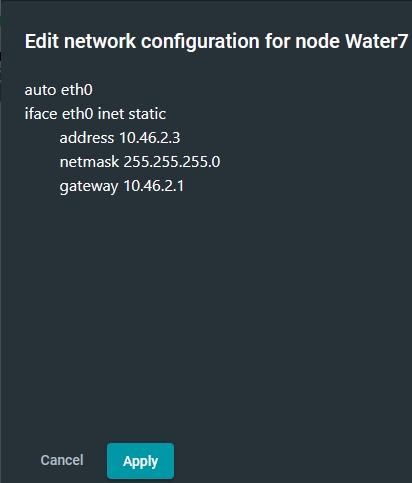 Edit network configuration for node Water7
auto eth0
iface eth0 inet static
address 10.46.2.3
netmask 255.255.255.0
gateway 10.46.2.1
Cancel
Apply